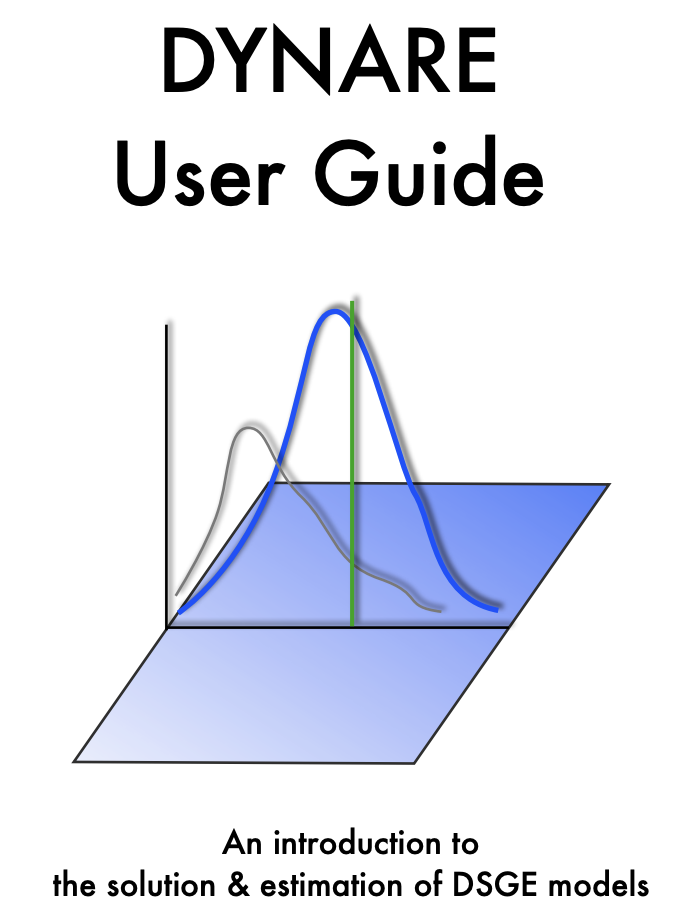 DYNARE
User Guide
An introduction to
the solution & estimation of DSGE models